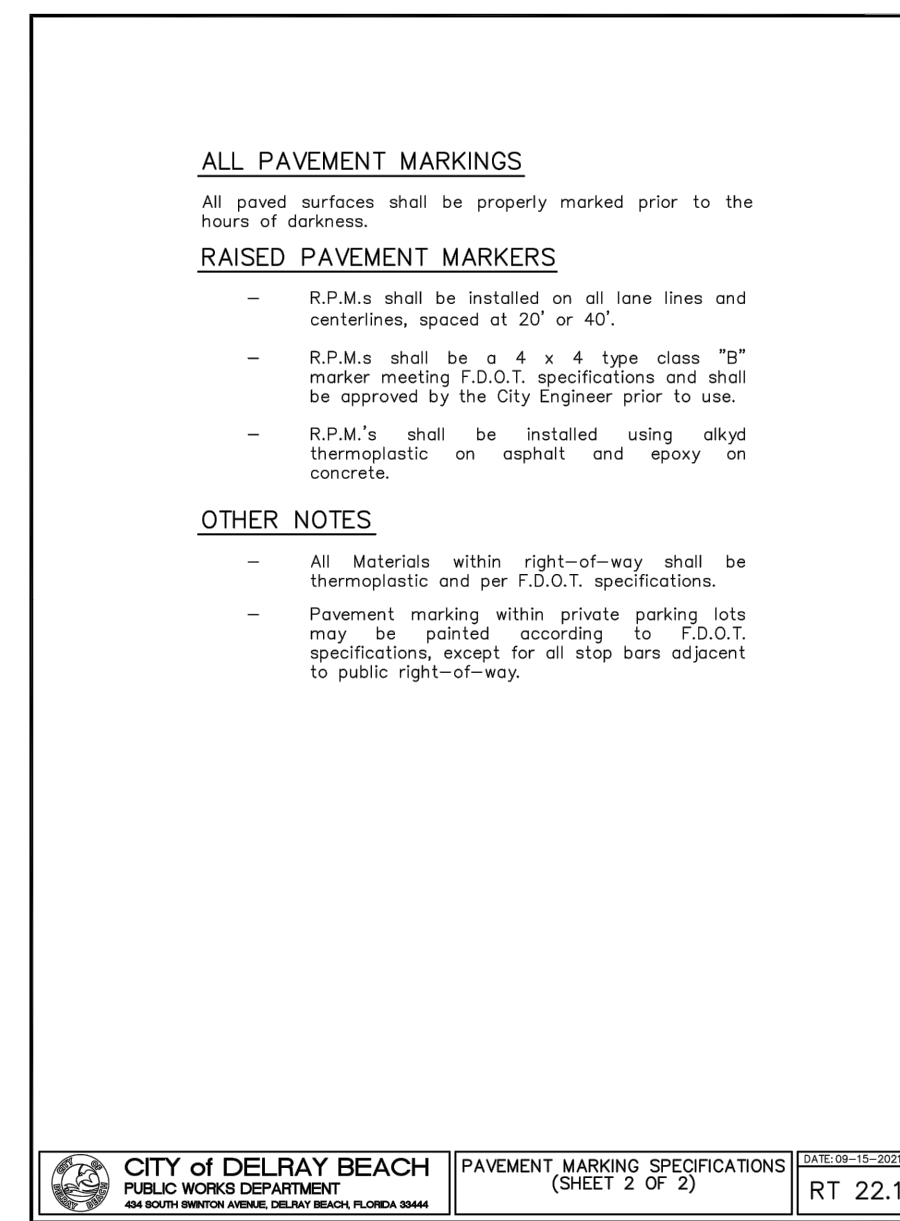 ALL PAVEMENT MARKINGS
All paved surfaces shall be properly marked prior to the
hours of darkness.
RAISED PAVEMENT MARKERS
— R.P.M.s shall be installed on all lane lines and
centerlines, spaced at 20' or 40'.
— R.P.M.s shall be a 4 x 4 type class "B"
marker meeting F.D.O.T. specifications and shall
be approved by the City Engineer prior to use.
— R.P.M.'s shall be installed using alkyd
thermoplastic on asphalt and epoxy on
concrete.
OTHER NOTES
— All Materials within right—of—way shall be
thermoplastic and per F.D.O.T. specifications.
— Pavement marking within private parking lots
may be painted according to F.D.O.T.
specifications, except for all stop bars adjacent
to public right—of—way.
CITY OF DELRAY BEACH
CITY of DELRAY BEACH
PUBLIC WORKS DEPARTMENT
434 SOUTH SWINTON AVENUE, DELRAY BEACH, FLORIDA 33444
PAVEMENT MARKING SPECIFICATIONS
(SHEET 2 OF 2)
DATE: 09—15—2021
RT 22.1